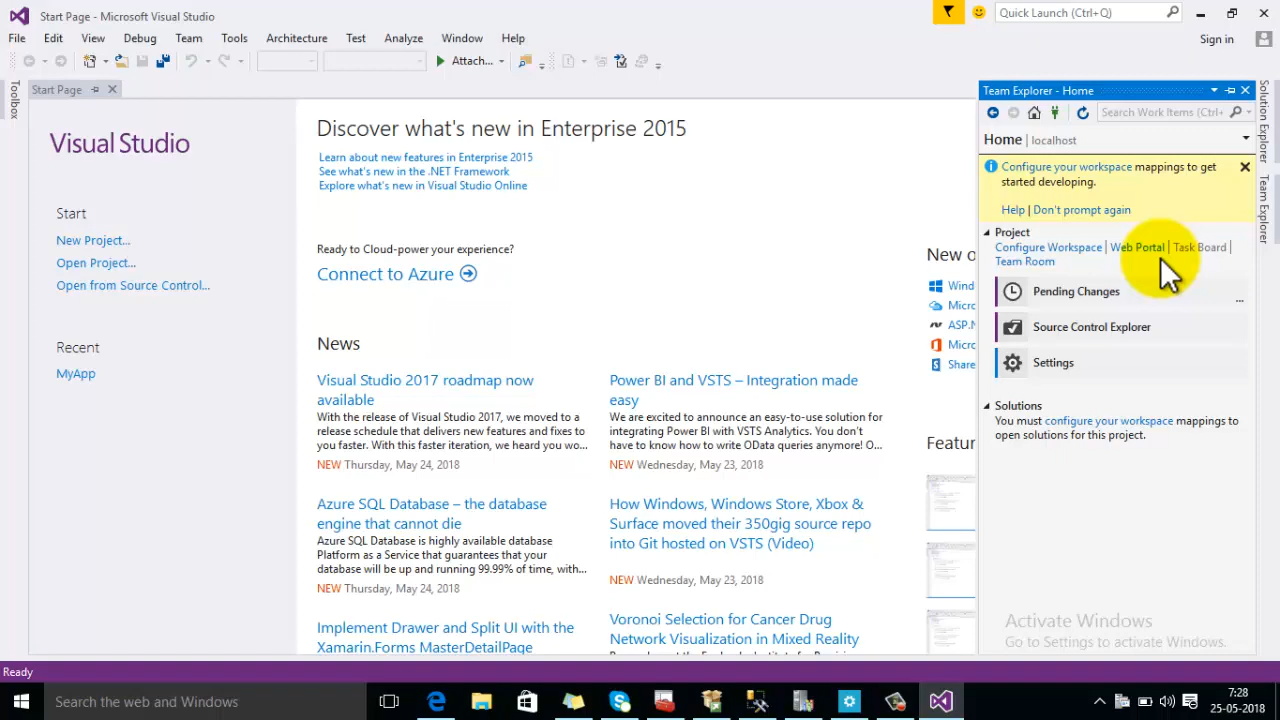 Start Page - Microsoft Visual Studio
Quick Launch (Ctrl+Q)
File Edit View Debug Team Tools Architecture Test Analyze Window Help
Sign in
Attach...
Toolbox
Start Page
Visual Studio
Start
New Project...
Open Project...
Open from Source Control...
Recent
MyApp
Discover what's new in Enterprise 2015
Learn about new features in Enterprise 2015
See what's new in the .NET Framework
Explore what's new in Visual Studio Online
Ready to Cloud-power your experience?
Connect to Azure
News
Visual Studio 2017 roadmap now
available
With the release of Visual Studio 2017, we moved to a
release schedule that delivers new features and fixes to
you faster. With this faster iteration, we heard you wo...
NEW Thursday, May 24, 2018
Azure SQL Database – the database
engine that cannot die
Azure SQL Database is highly available database
Platform as a Service that guarantees that your
database will be up and running 99.99% of time, with...
NEW Wednesday, May 23, 2018
Implement Drawer and Split UI with the
Xamarin.Forms MasterDetailPage
Power BI and VSTS – Integration made
easy
We are excited to announce an easy-to-use solution for
integrating Power BI with VSTS Analytics. You don't
have to know how to write OData queries anymore! O...
NEW Wednesday, May 23, 2018
How Windows, Windows Store, Xbox &
Surface moved their 350gig source repo
into Git hosted on VSTS (Video)
NEW Wednesday, May 23, 2018
Voronoi Selection for Cancer Drug
Network Visualization in Mixed Reality
New o
Wind
Micro
ASP.N
Micro
Share
Featur
Team Explorer - Home
Search Work Items (Ctrl+
Home | localhost
Configure your workspace mappings to get
started developing.
Help | Don't prompt again
Project
Configure Workspace | Web Portal | Task Board |
Team Room
Pending Changes
...
Source Control Explorer
Settings
Solutions
You must configure your workspace mappings to
open solutions for this project.
Activate Windows
Go to Settings to activate Windows.
Solution Explorer
Team Explorer
Ready
Search the web and Windows
7:28
25-05-2018